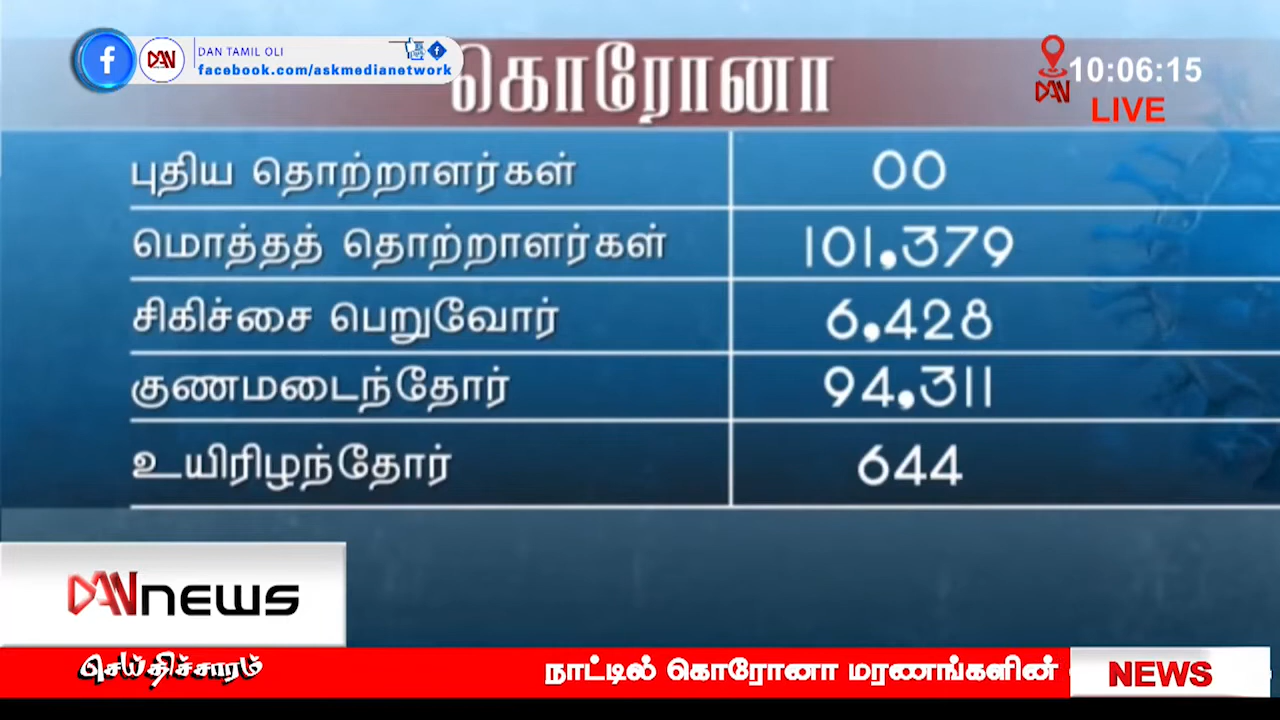 DAN TAMIL OLI
facebook.com/askmedianetwork
கொரோனா
DAN
10:06:15
LIVE
புதிய தொற்றாளர்கள் 00
மொத்தத் தொற்றாளர்கள் 101,379
சிகிச்சை பெறுவோர் 6,428
குணமடைந்தோர் 94,311
உயிரிழந்தோர் 644
DAN news
செய்திச்சாரம்
நாட்டில் கொரோனா மரணங்களின்
NEWS